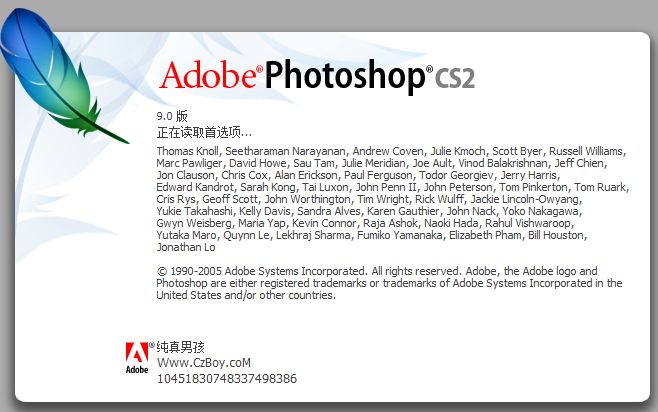 Adobe® Photoshop® CS2
9.0 版
正在读取首选项...
Thomas Knoll, Seetharaman Narayanan, Andrew Coven, Julie Kmoch, Scott Byer, Russell Williams,
Marc Pawliger, David Howe, Sau Tam, Julie Meridian, Joe Ault, Vinod Balakrishnan, Jeff Chien,
Jon Clauson, Chris Cox, Alan Erickson, Paul Ferguson, Todor Georgiev, Jerry Harris,
Edward Kandrot, Sarah Kong, Tai Luxon, John Penn II, John Peterson, Tom Pinkerton, Tom Ruark,
Cris Rys, Geoff Scott, John Worthington, Tim Wright, Rick Wulff, Jackie Lincoln-Owyang,
Yukie Takahashi, Kelly Davis, Sandra Alves, Karen Gauthier, John Nack, Yoko Nakagawa,
Gwyn Weisberg, Maria Yap, Kevin Connor, Raja Ashok, Naoki Hada, Rahul Vishwaroop,
Yutaka Maro, Quynn Le, Lekhraj Sharma, Fumiko Yamanaka, Elizabeth Pham, Bill Houston,
Jonathan Lo
© 1990-2005 Adobe Systems Incorporated. All rights reserved. Adobe, the Adobe logo and
Photoshop are either registered trademarks or trademarks of Adobe Systems Incorporated in the
United States and/or other countries.
Adobe®
纯真男孩
Www.CzBoy.coM
10451830748337498386